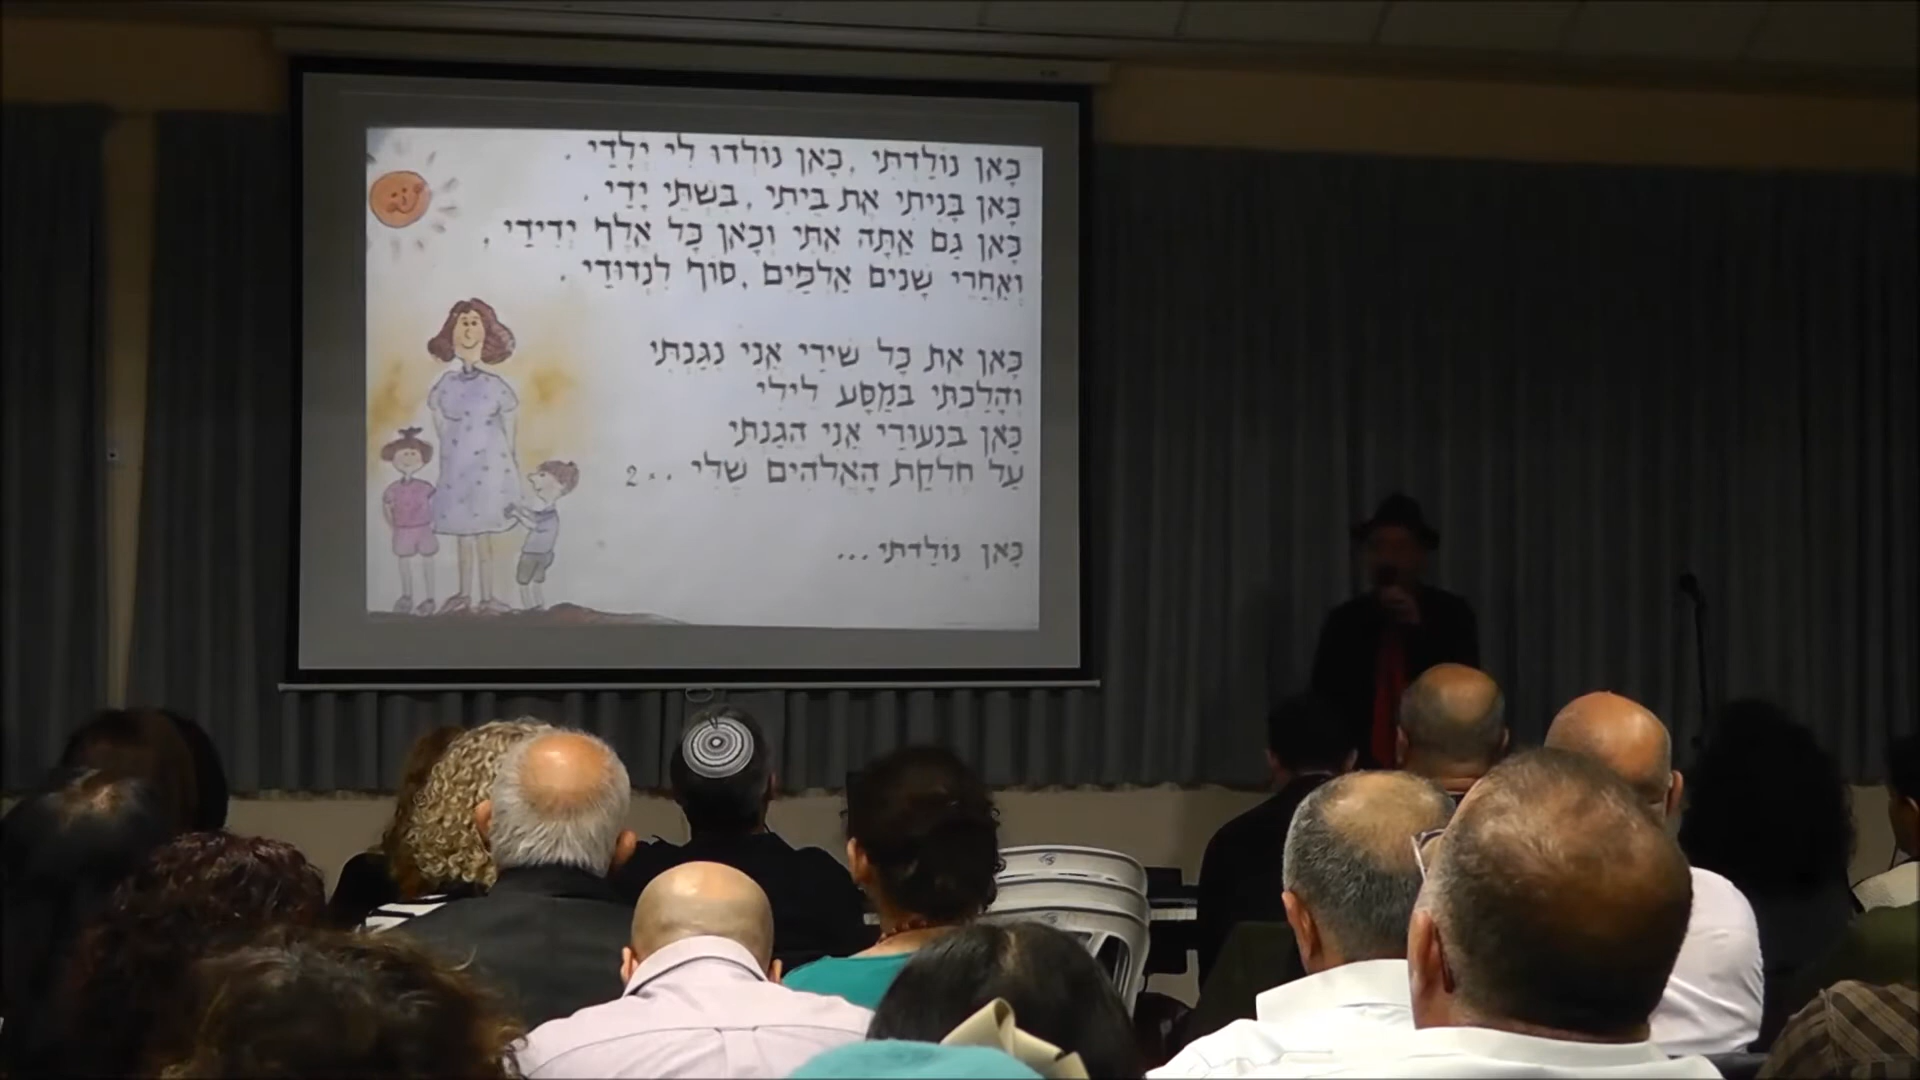 כָּאן נוֹלַדְתִּי, כָּאן נוֹלְדוּ לִי יְלָדַי.
כָּאן בָּנִיתִי אֶת בֵּיתִי, בִּשְׁתֵּי יָדַי.
כָּאן גַּם אַתָּה אִתִּי וְכָאן כָּל אֶלֶף יְדִידַי,
וְאַחֲרֵי שָׁנִים אַלְפַּיִם, סוֹף לִנְדוּדַי.
כָּאן אֶת כָּל שִׁירַי אֲנִי נִגַּנְתִּי
וְהָלַכְתִּי בְּמַסָּע לֵילִי
כָּאן בִּנְעוּרַי אֲנִי הֵגַנְתִּי
עַל חֶלְקַת הָאֱלֹהִים שֶׁלִּי ..2
כָּאן נוֹלַדְתִּי...